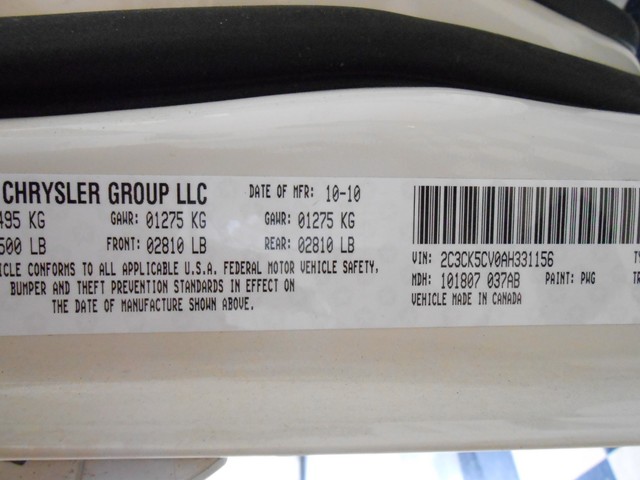 CHRYSLER GROUP LLC DATE OF MFR: 10-10
495 KG GAWR: 01275 KG GAWR: 01275 KG
500 LB FRONT: 02810 LB REAR: 02810 LB
ICLE CONFORMS TO ALL APPLICABLE U.S.A. FEDERAL MOTOR VEHICLE SAFETY,
BUMPER AND THEFT PREVENTION STANDARDS IN EFFECT ON
THE DATE OF MANUFACTURE SHOWN ABOVE.
VIN: 2C3CK5CV0AH331156 TY
MDH: 101807 037AB PAINT: PWG TR
VEHICLE MADE IN CANADA